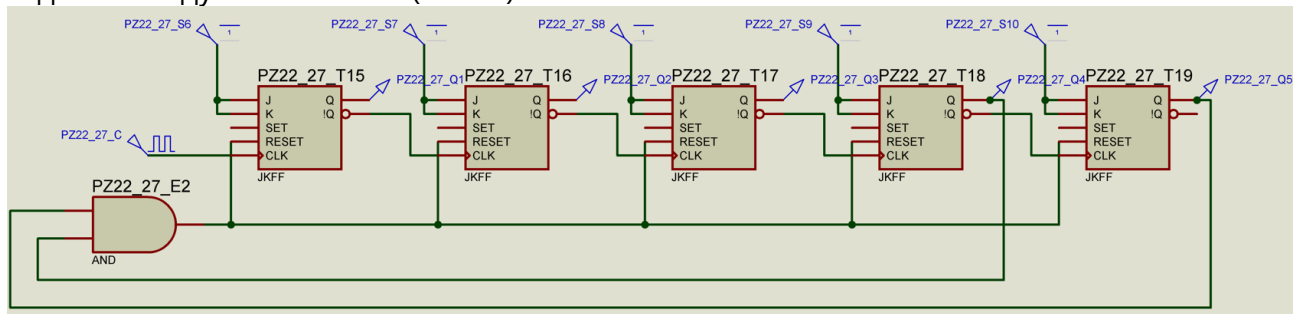 PZ22_27_S6 1 PZ22_27_S7 1 PZ22_27_S8 1 PZ22_27_S9 1 PZ22_27_S10 1
PZ22_27_T15 PZ22_27_Q1 PZ22_27_T16 PZ22_27_Q2 PZ22_27_T17 PZ22_27_Q3 PZ22_27_T18 PZ22_27_Q4 PZ22_27_T19 PZ22_27_Q5
J Q J Q J Q J Q J Q
K !Q K !Q K !Q K !Q K !Q
SET SET SET SET SET
PZ22_27_C RESET RESET RESET RESET RESET
CLK CLK CLK CLK CLK
JKFF JKFF JKFF JKFF JKFF
PZ22_27_E2
AND